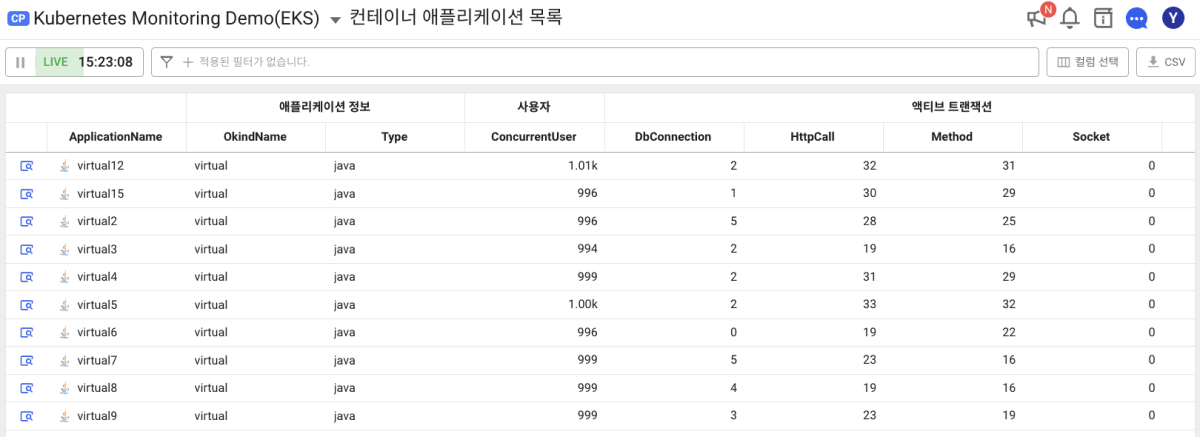 CP Kubernetes Monitoring Demo(EKS) 컨테이너 애플리케이션 목록 N Y
LIVE 15:23:08 적용된 필터가 없습니다. 컬럼 선택 CSV
애플리케이션 정보 사용자 액티브 트랜잭션
ApplicationName OkindName Type ConcurrentUser DbConnection HttpCall Method Socket
virtual12 virtual java 1.01k 2 32 31 0
virtual15 virtual java 996 1 30 29 0
virtual2 virtual java 996 5 28 25 0
virtual3 virtual java 994 2 19 16 0
virtual4 virtual java 999 2 31 29 0
virtual5 virtual java 1.00k 2 33 32 0
virtual6 virtual java 996 0 19 22 0
virtual7 virtual java 999 5 23 16 0
virtual8 virtual java 999 4 19 16 0
virtual9 virtual java 999 3 23 19 0